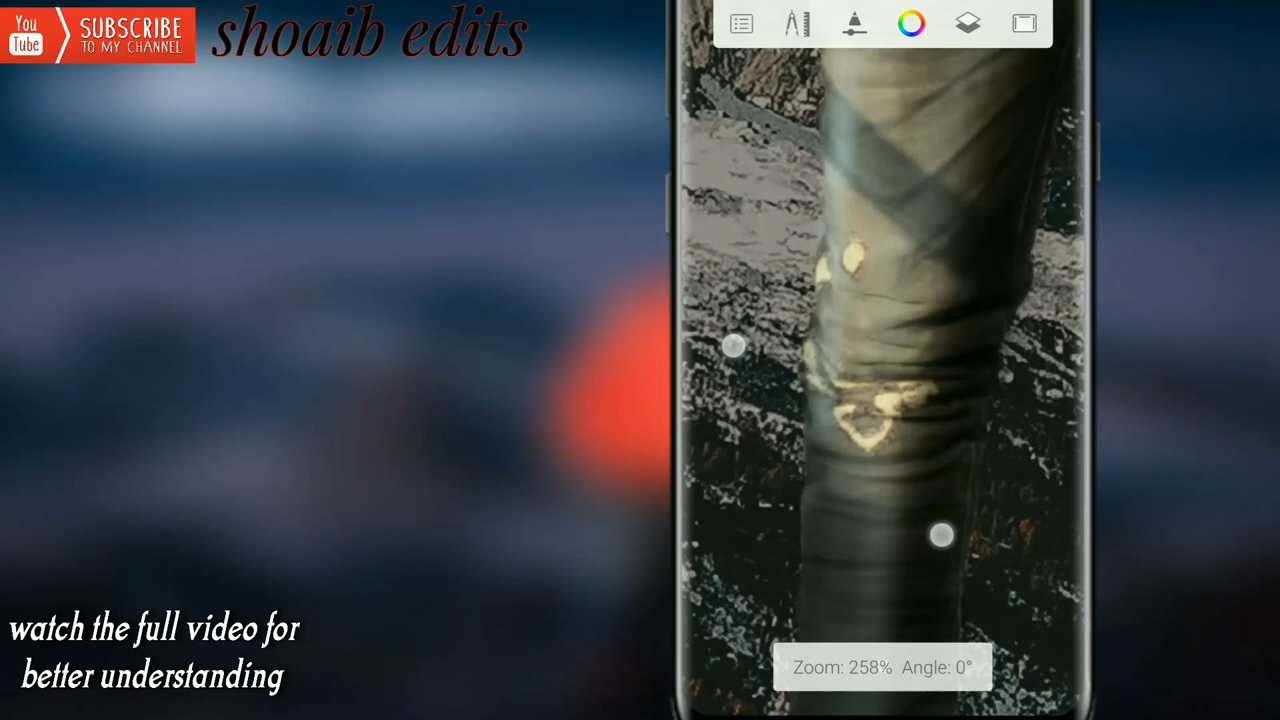 You
Tube
SUBSCRIBE
TO MY CHANNEL
shoaib edits
watch the full video for
better understanding
Zoom: 258% Angle: 0°